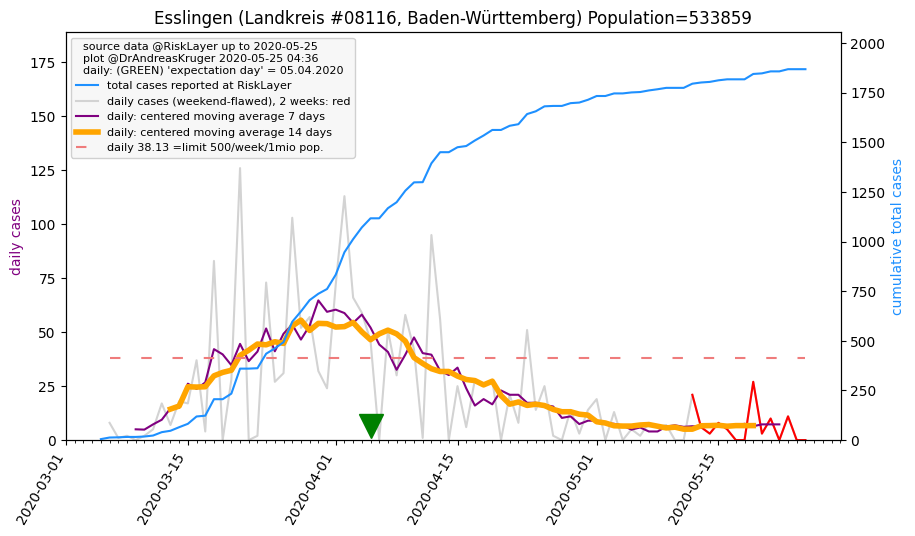 Esslingen (Landkreis #08116, Baden-Württemberg) Population=533859
source data @RiskLayer up to 2020-05-25
plot @DrAndreasKruger 2020-05-25 04:36
daily: (GREEN) 'expectation day' = 05.04.2020
total cases reported at RiskLayer
daily cases (weekend-flawed), 2 weeks: red
daily: centered moving average 7 days
daily: centered moving average 14 days
daily 38.13 =limit 500/week/1mio pop.
daily cases
175
150
125
100
75
50
25
0
2000
1750
1500
1250
1000
750
500
250
0
cumulative total cases
2020-03-01
2020-03-15
2020-04-01
2020-04-15
2020-05-01
2020-05-15